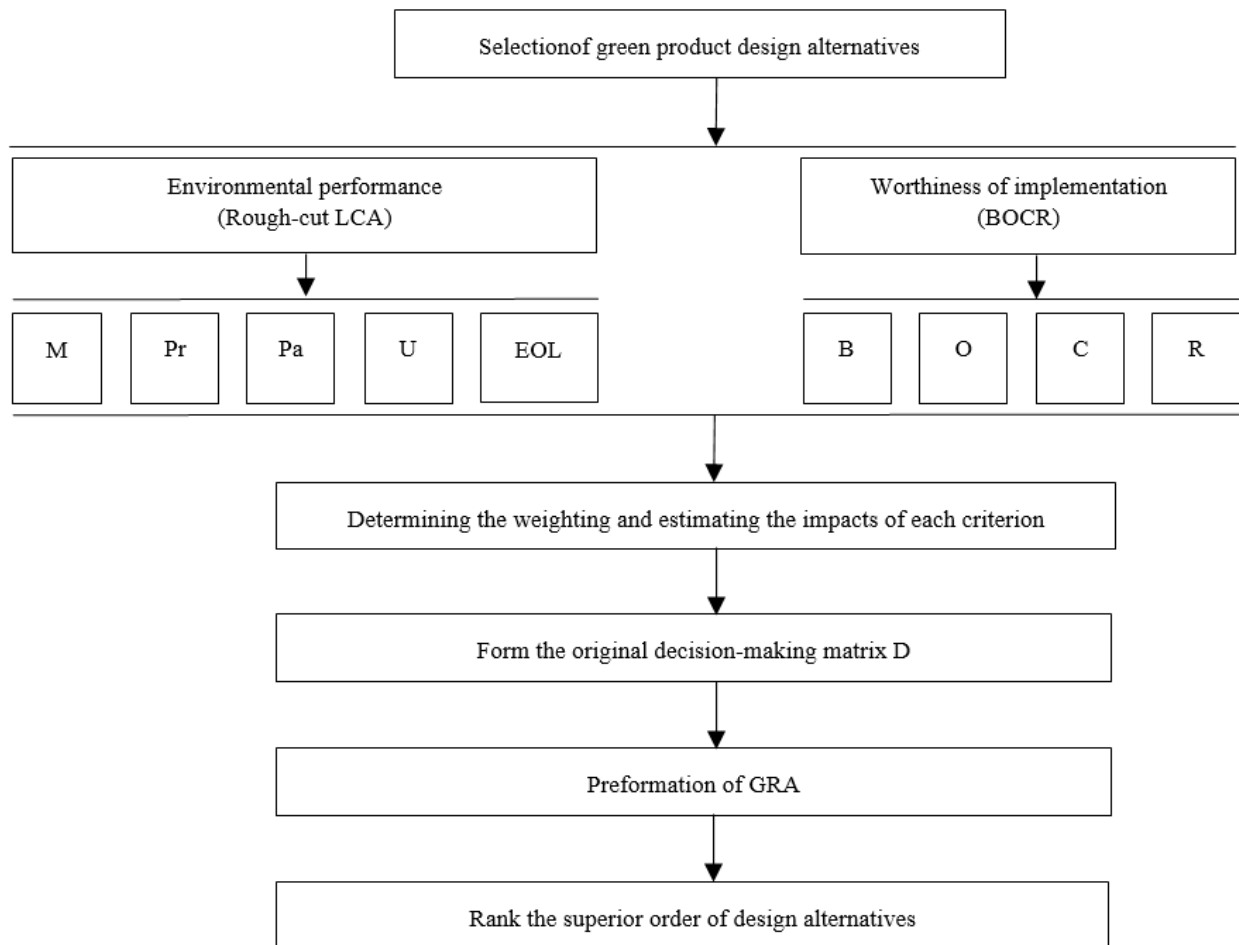 Selectionof green product design alternatives
Environmental performance
(Rough-cut LCA)
Worthiness of implementation
(BOCR)
M
Pr
Pa
U
EOL
B
O
C
R
Determining the weighting and estimating the impacts of each criterion
Form the original decision-making matrix D
Preformation of GRA
Rank the superior order of design alternatives